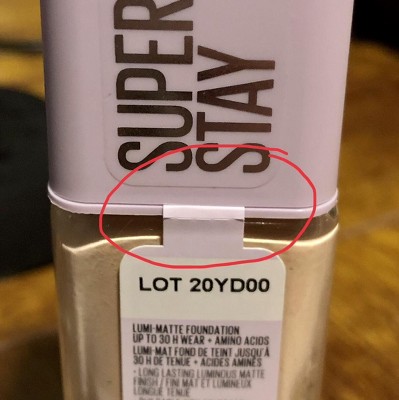 SUPER
STAY
LOT 20YD00
LUMI-MATTE FOUNDATION
UP TO 30 H WEAR + AMINO ACIDS
LUMI-MAT FOND DE TEINT JUSQU'À
30 H DE TENUE + ACIDES AMINÉS
• LONG LASTING LUMINOUS MATTE
FINISH / FINI MAT ET LUMINEUX
LONGUE TENUE